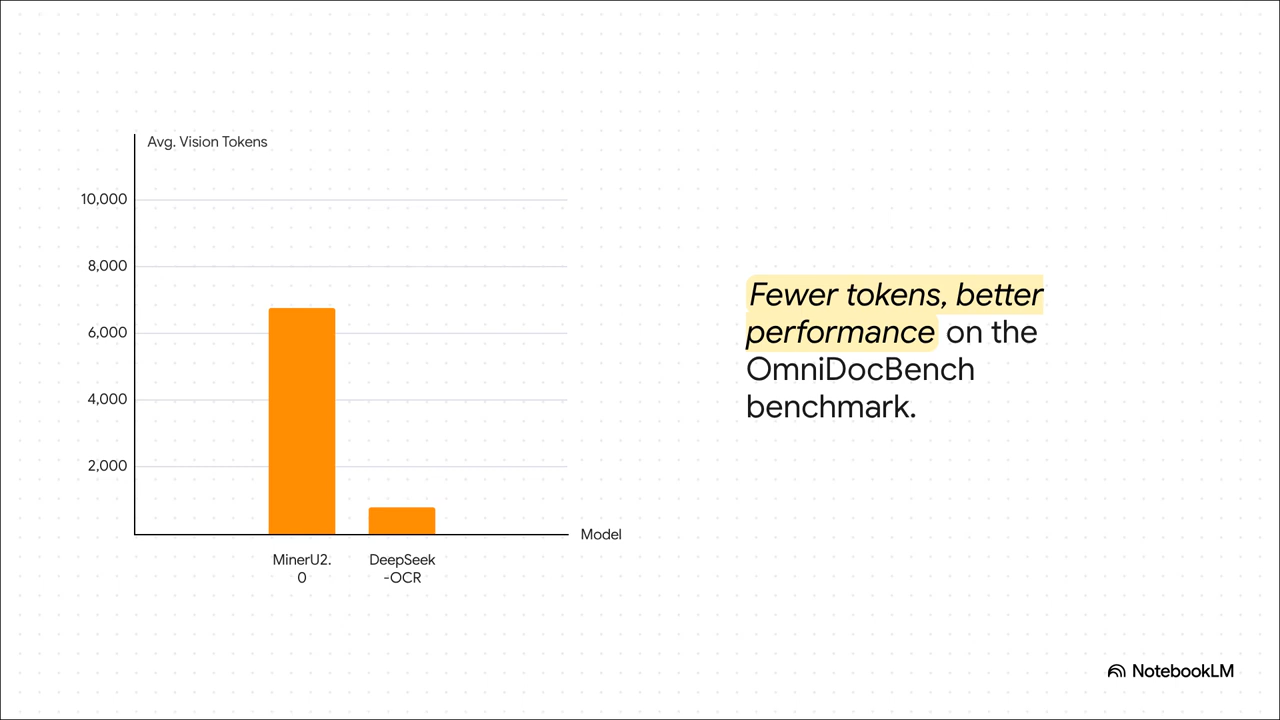 Avg. Vision Tokens
10,000
8,000
6,000
4,000
2,000
Model
MinerU2.
0
DeepSeek
-OCR
Fewer tokens, better
performance on the
OmniDocBench
benchmark.
NotebookLM